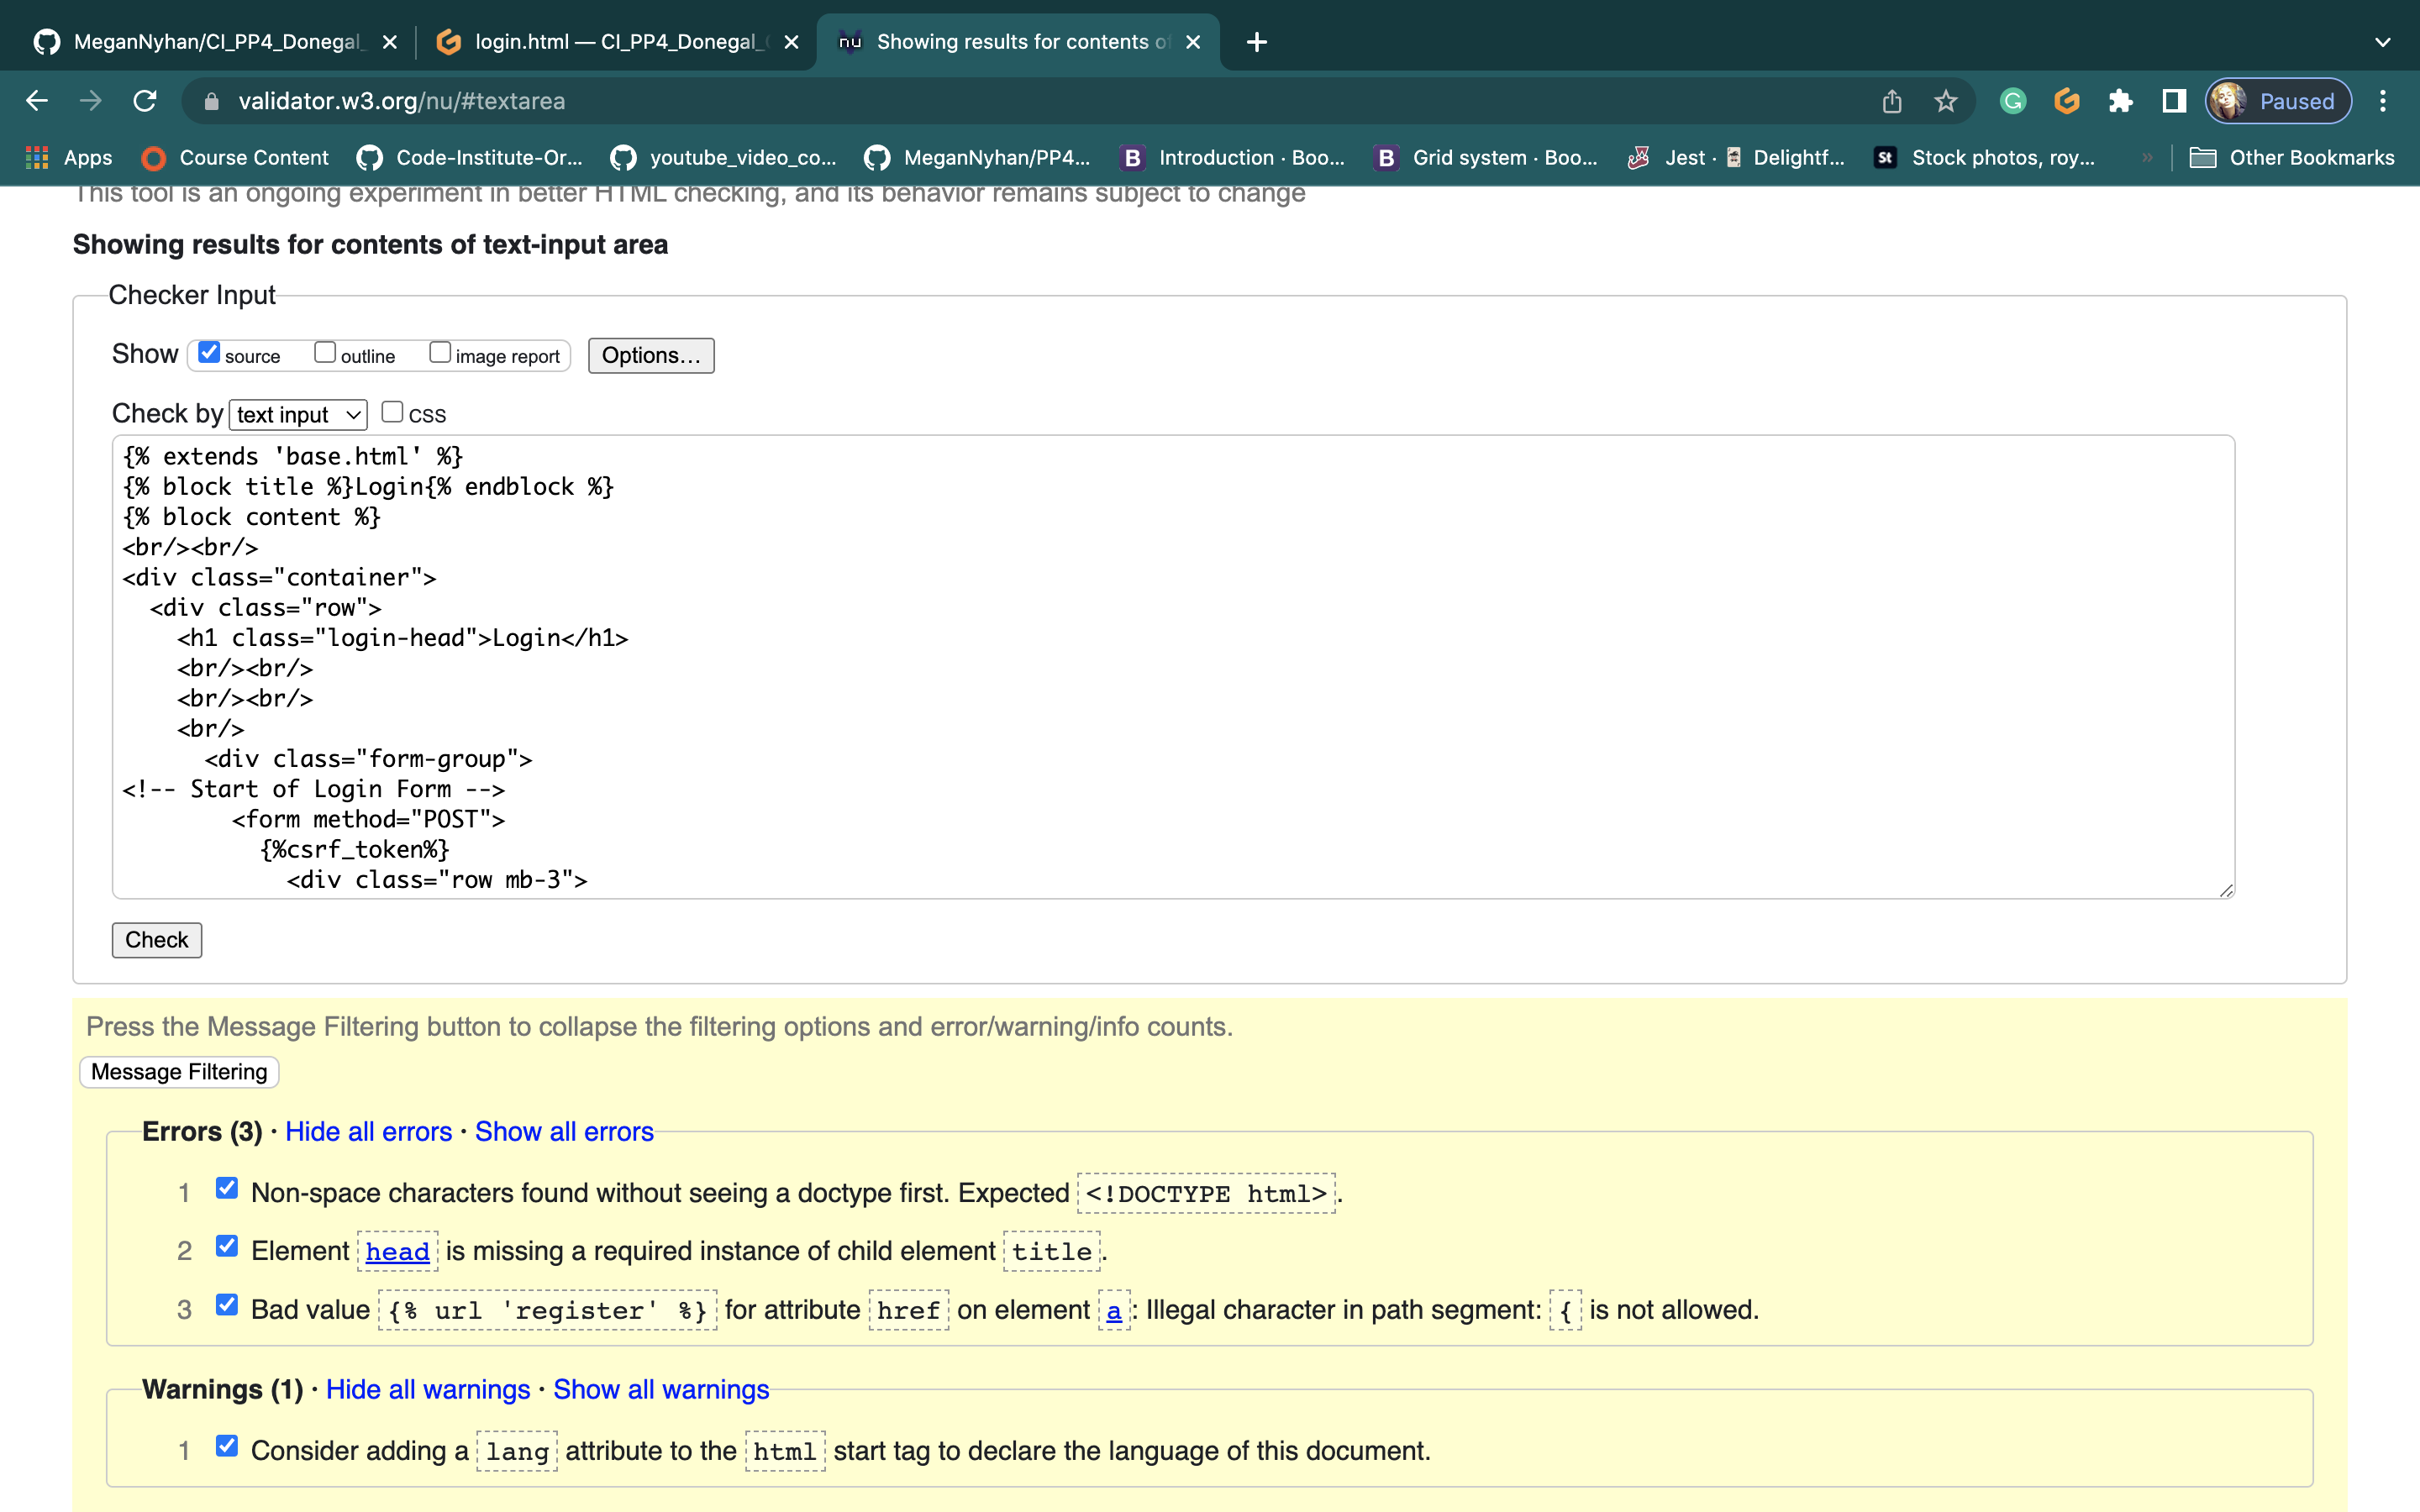 MeganNyhan/CI_PP4_Donegal_
login.html — CI_PP4_Donegal_
Showing results for contents of
validator.w3.org/nu/#textarea
Paused
Apps
Course Content
Code-Institute-Or...
youtube_video_co...
MeganNyhan/PP4...
Introduction · Boo...
Grid system · Boo...
Jest · Delightf...
Stock photos, roy...
»
Other Bookmarks
This tool is an ongoing experiment in better HTML checking, and its behavior remains subject to change
Showing results for contents of text-input area
Checker Input
Show source outline image report Options...
Check by text input CSS
{% extends 'base.html' %}
{% block title %}Login{% endblock %}
{% block content %}
<br/><br/>
<div class="container">
<div class="row">
<h1 class="login-head">Login</h1>
<br/><br/>
<br/><br/>
<br/>
<div class="form-group">
<!-- Start of Login Form -->
<form method="POST">
{%csrf_token%}
<div class="row mb-3">
Check
Press the Message Filtering button to collapse the filtering options and error/warning/info counts.
Message Filtering
Errors (3) · Hide all errors · Show all errors
1 Non-space characters found without seeing a doctype first. Expected <!DOCTYPE html>.
2 Element head is missing a required instance of child element title.
3 Bad value {% url 'register' %} for attribute href on element a: Illegal character in path segment: { is not allowed.
Warnings (1) · Hide all warnings · Show all warnings
1 Consider adding a lang attribute to the html start tag to declare the language of this document.